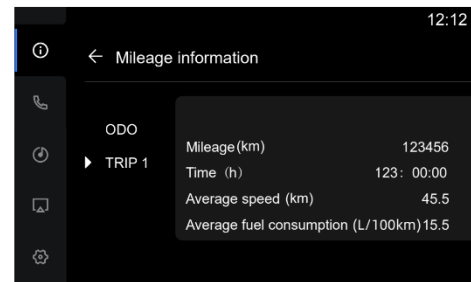 12:12
Mileage information
ODO
TRIP 1
Mileage(km) 123456
Time（h） 123：00:00
Average speed (km) 45.5
Average fuel consumption (L/100km)15.5